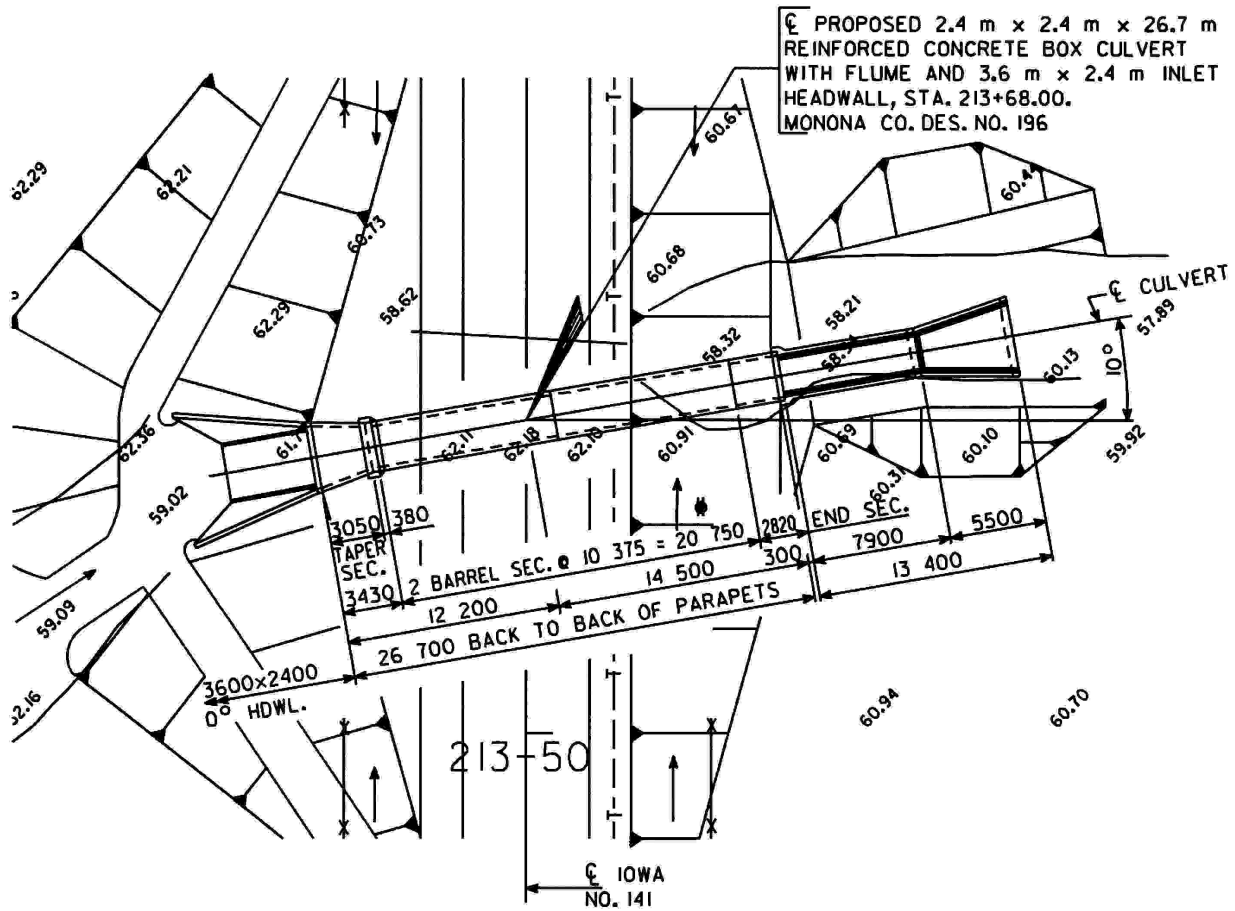 ℄ PROPOSED 2.4 m x 2.4 m x 26.7 m
REINFORCED CONCRETE BOX CULVERT
WITH FLUME AND 3.6 m x 2.4 m INLET
HEADWALL, STA. 213+68.00.
MONONA CO. DES. NO. 196
60.67
62.29
62.21
60.44
60.73
60.68
58.62
62.29
58.21
℄ CULVERT
57.89
58.32
60.13
10°
62.36
61.7
62.11
62.18
62.10
60.91
60.69
60.10
59.92
60.31
59.02
3050
380
TAPER
SEC.
2 BARREL SEC. @ 10 375 = 20 750
2820
END SEC.
7900
5500
3430
12 200
14 500
300
13 400
26 700 BACK TO BACK OF PARAPETS
59.09
3600x2400
0° HDWL.
60.94
60.70
213+50
℄ IOWA
NO. 141